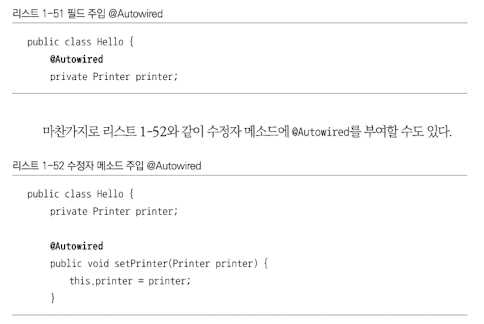 리스트 1-51 필드 주입 @Autowired
public class Hello {
@Autowired
private Printer printer;
마찬가지로 리스트 1-52와 같이 수정자 메소드에 @Autowired를 부여할 수도 있다.
리스트 1-52 수정자 메소드 주입 @Autowired
public class Hello {
private Printer printer;
@Autowired
public void setPrinter(Printer printer) {
this.printer = printer;
}